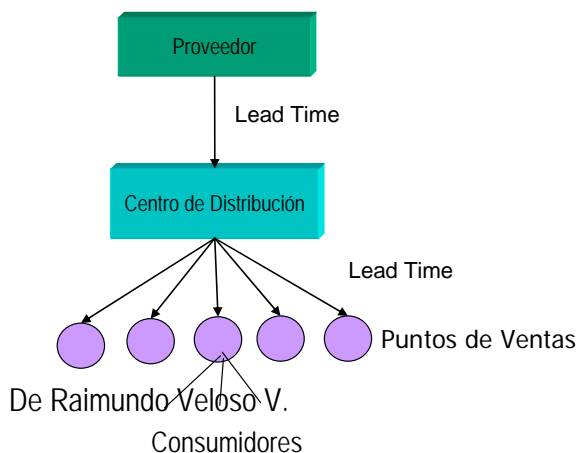 Proveedor
Lead Time
Centro de Distribución
Lead Time
Puntos de Ventas
De Raimundo Veloso V.
Consumidores